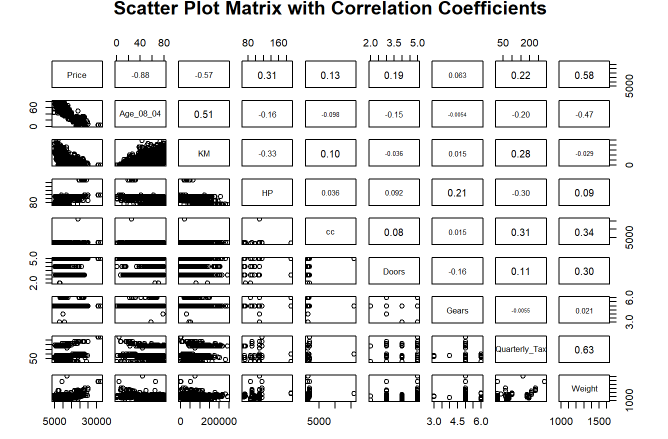 Scatter Plot Matrix with Correlation Coefficients
0 40 80 80 160 2.0 3.5 5.0 50 200
Price -0.88 -0.57 0.31 0.13 0.19 0.063 0.22 0.58 5000
0 60 Age_08_04 0.51 -0.16 -0.098 -0.15 -0.0054 -0.20 -0.47
KM -0.33 0.10 -0.036 0.015 0.28 -0.029 0
80 HP 0.036 0.092 0.21 -0.30 0.09
cc 0.08 0.015 0.31 0.34 5000
2.0 5.0 Doors -0.16 0.11 0.30
Gears -0.0055 0.021 3.0 6.0
50 Quarterly_Tax 0.63
Weight 1000
5000 30000 0 200000 5000 3.0 4.5 6.0 1000 1500